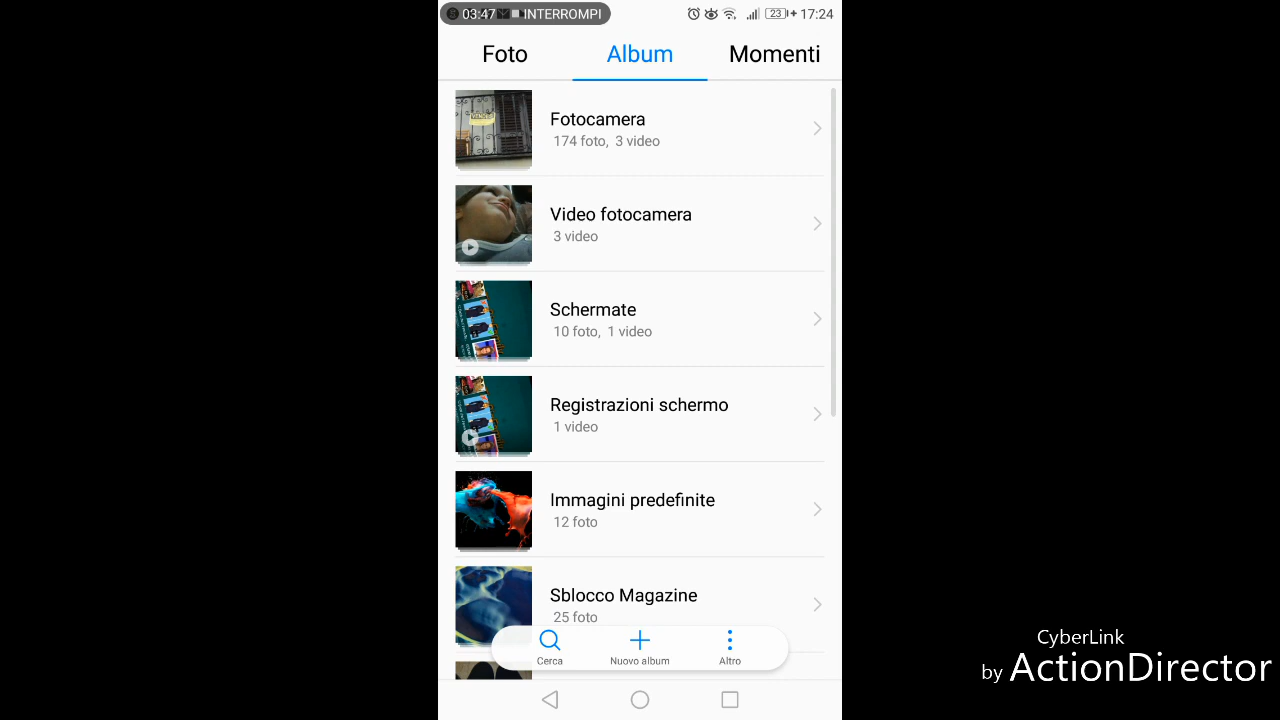 03:47 INTERROMPI 23 17:24
Foto Album Momenti
VENDESI
Fotocamera
174 foto, 3 video
Video fotocamera
3 video
Schermate
10 foto, 1 video
Registrazioni schermo
1 video
Immagini predefinite
12 foto
Sblocco Magazine
25 foto
Cerca Nuovo album Altro
CyberLink
by ActionDirector